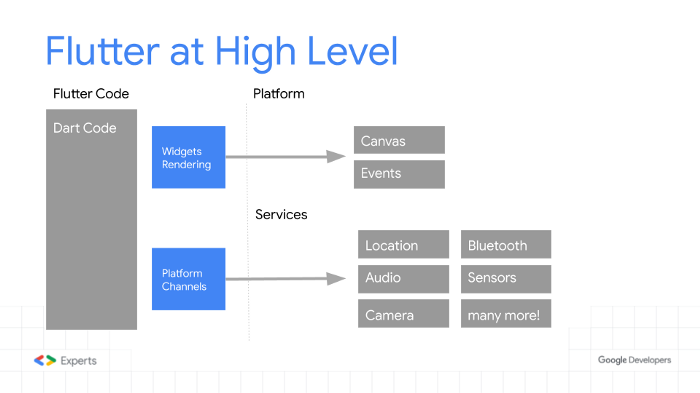 Flutter at High Level
Flutter Code
Platform
Dart Code
Widgets
Rendering
Canvas
Events
Services
Platform
Channels
Location
Bluetooth
Audio
Sensors
Camera
many more!
Experts
Google Developers